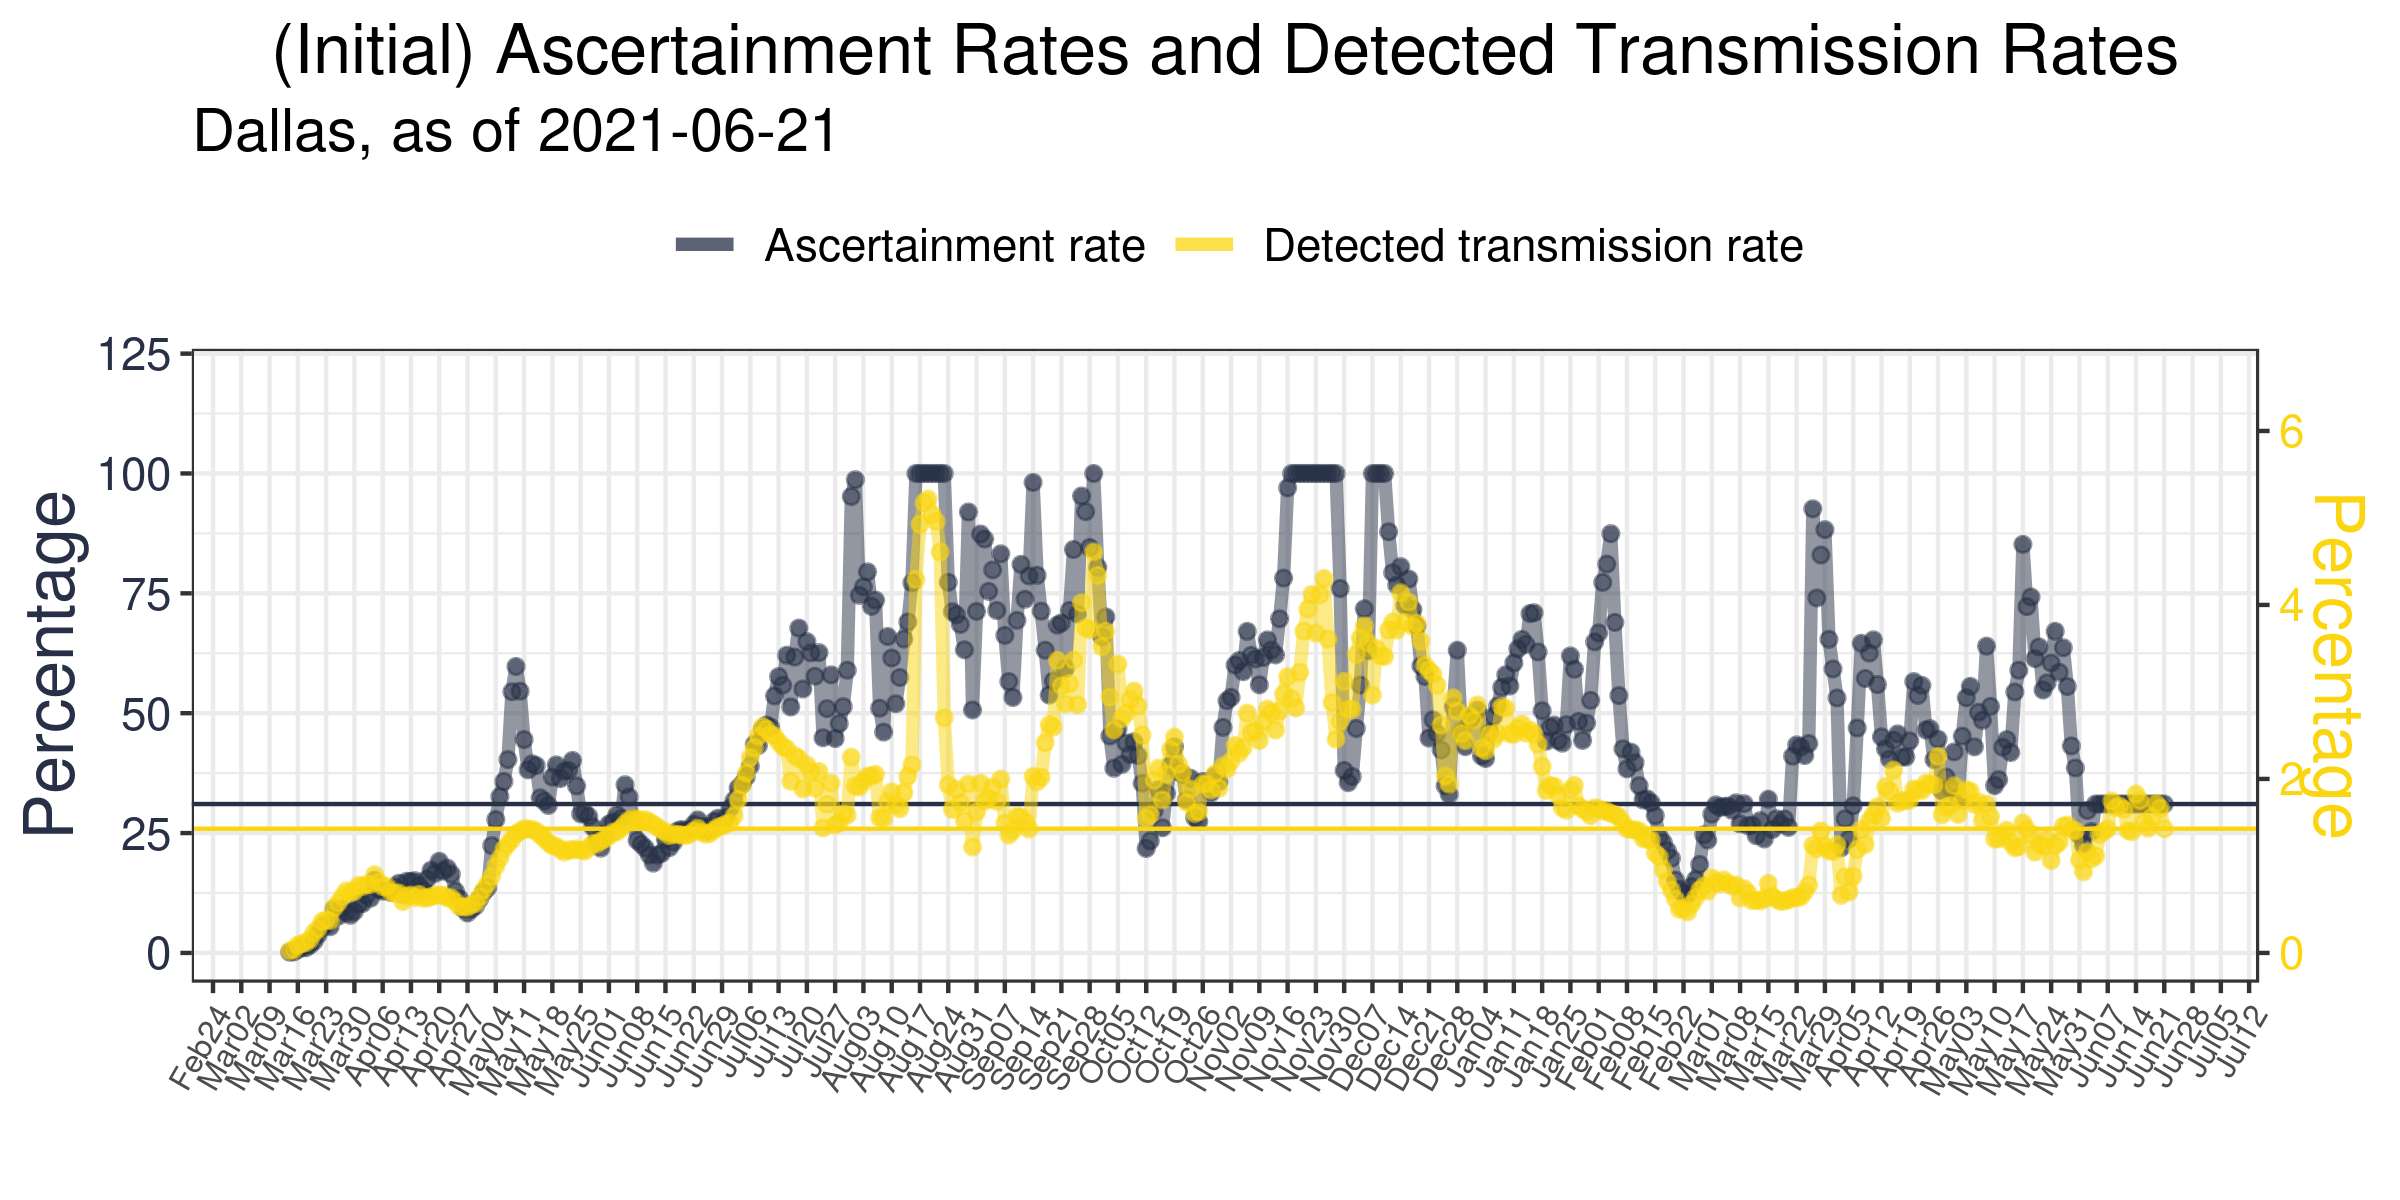 (Initial) Ascertainment Rates and Detected Transmission Rates
Dallas, as of 2021-06-21
Ascertainment rate
Detected transmission rate
125
100
75
50
25
0
Percentage
6
4
2
0
Percentage
Feb24
Mar02
Mar09
Mar16
Mar23
Mar30
Apr06
Apr13
Apr20
Apr27
May04
May11
May18
May25
Jun01
Jun08
Jun15
Jun22
Jun29
Jul06
Jul13
Jul20
Jul27
Aug03
Aug10
Aug17
Aug24
Aug31
Sep07
Sep14
Sep21
Sep28
Oct05
Oct12
Oct19
Oct26
Nov02
Nov09
Nov16
Nov23
Nov30
Dec07
Dec14
Dec21
Dec28
Jan04
Jan11
Jan18
Jan25
Feb01
Feb08
Feb15
Feb22
Mar01
Mar08
Mar15
Mar22
Mar29
Apr05
Apr12
Apr19
Apr26
May03
May10
May17
May24
May31
Jun07
Jun14
Jun21
Jun28
Jul05
Jul12